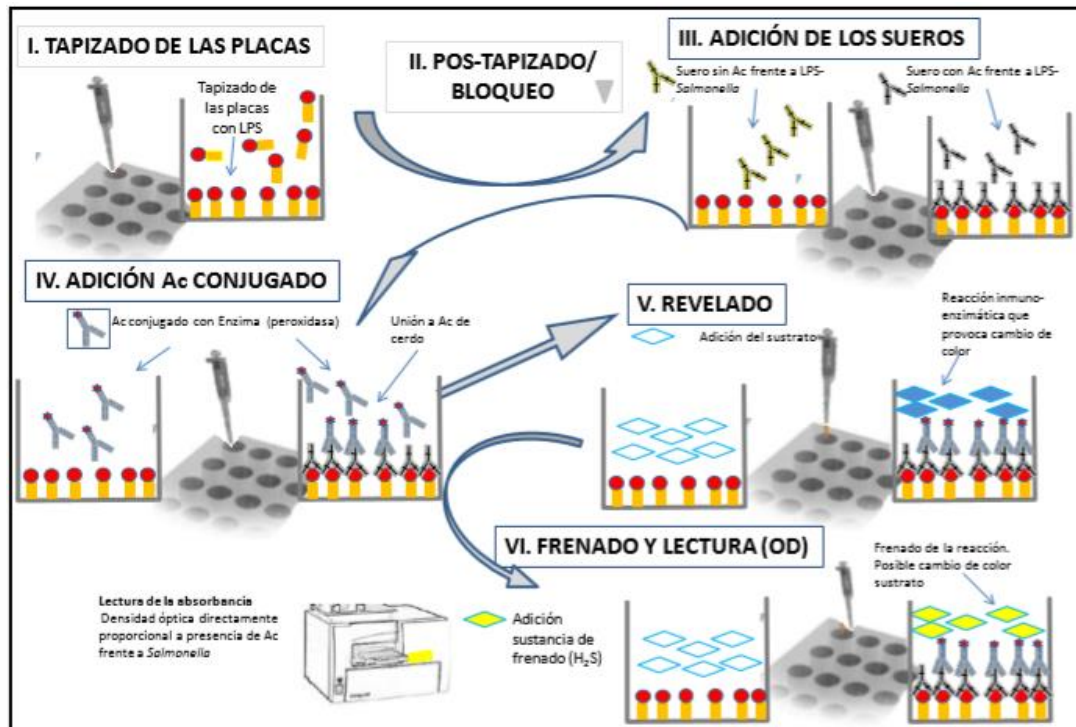 I. TAPIZADO DE LAS PLACAS
Tapizado de
las placas
con LPS
II. POS-TAPIZADO/
BLOQUEO
III. ADICIÓN DE LOS SUEROS
Suero sin Ac frente a LPS-
Salmonella
Suero con Ac frente a LPS-
Salmonella
IV. ADICIÓN Ac CONJUGADO
Ac conjugado con Enzima (peroxidasa)
Unión a Ac de
cerdo
V. REVELADO
Adición del sustrato
Reacción inmuno-
enzimática que
provoca cambio de
color
VI. FRENADO Y LECTURA (OD)
Lectura de la absorbancia
Densidad óptica directamente
proporcional a presencia de Ac
frente a Salmonella
Adición
sustancia de
frenado (H₂S)
Frenado de la reacción.
Posible cambio de color
sustrato